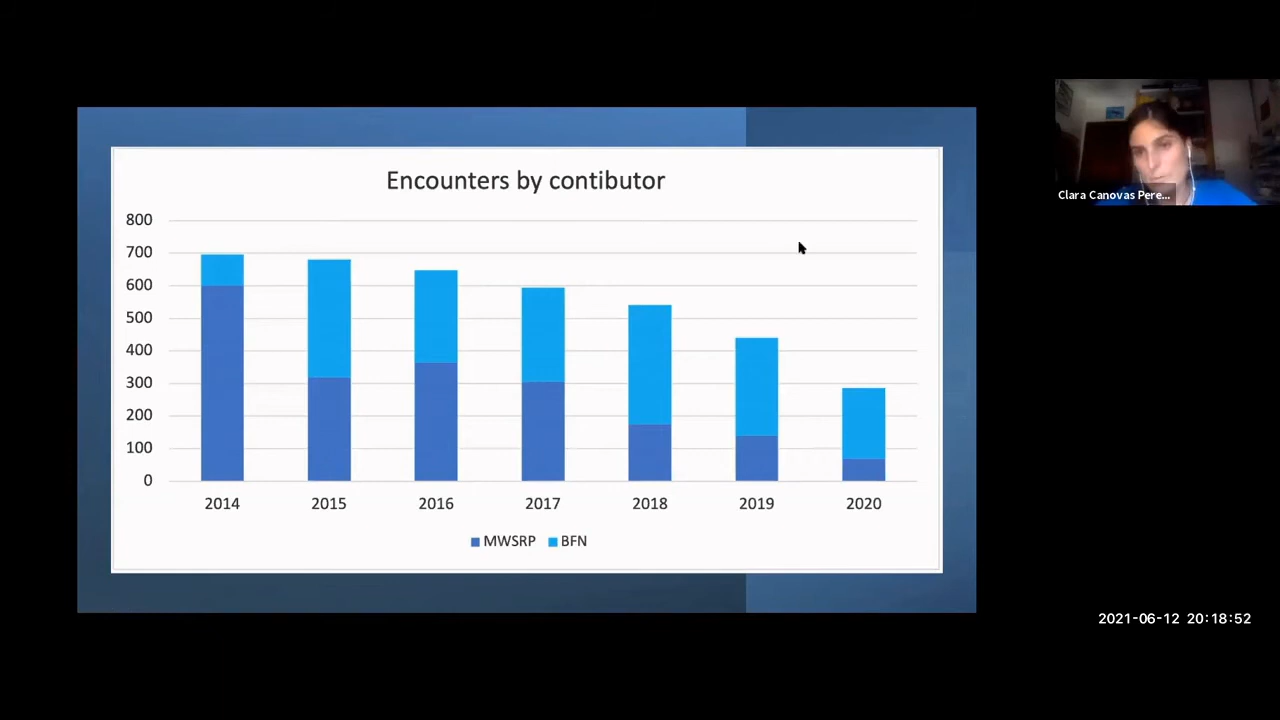 Encounters by contibutor
800
700
600
500
400
300
200
100
0
2014 2015 2016 2017 2018 2019 2020
MWSRP BFN
Clara Canovas Pere...
2021-06-12 20:18:52